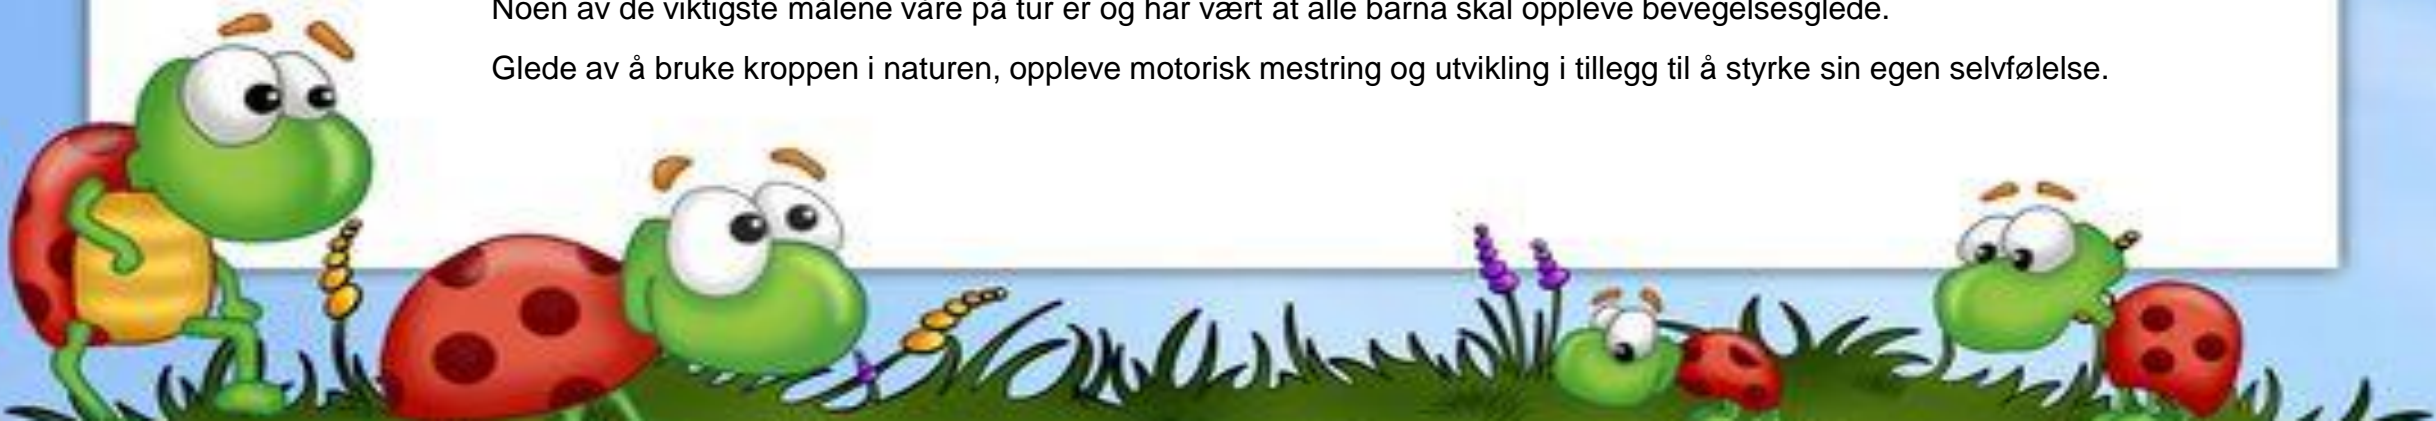 Noen av de viktigste målene våre på tur er og har vært at alle barna skal oppleve bevegelsesglede.
Glede av å bruke kroppen i naturen, oppleve motorisk mestring og utvikling i tillegg til å styrke sin egen selvfølelse.